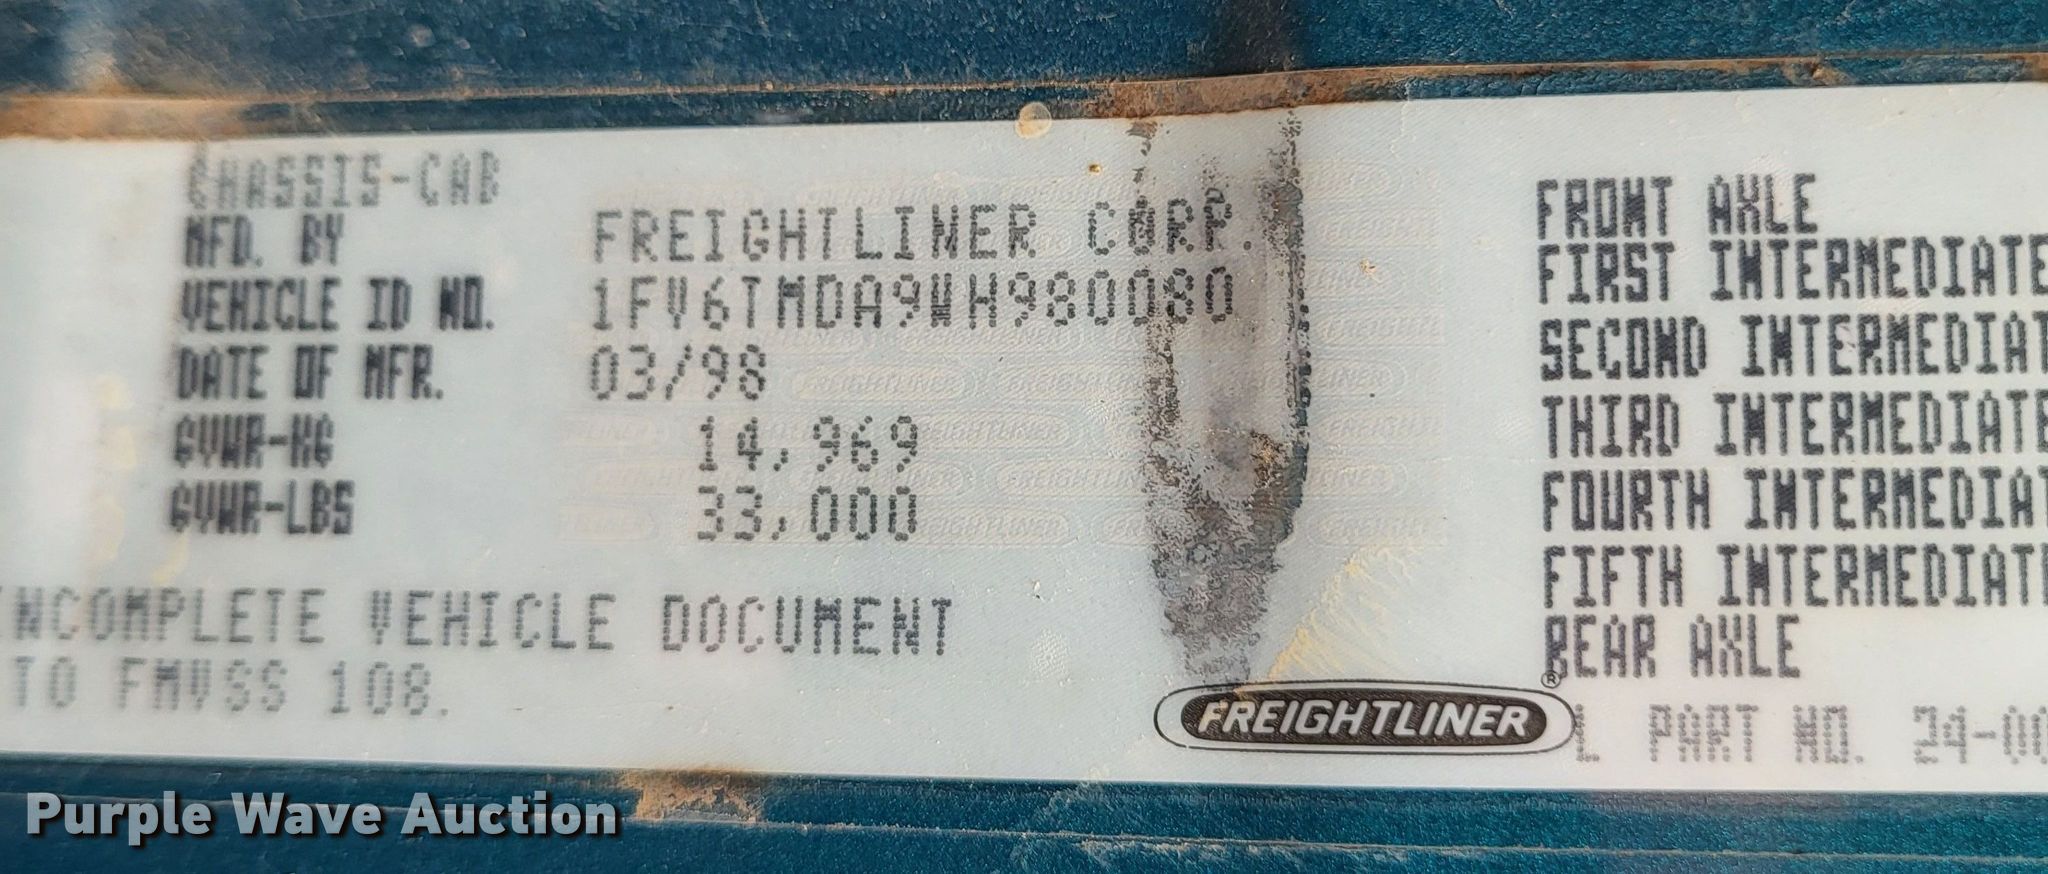 CHASSIS-CAB
MFD. BY FREIGHTLINER CORP.
VEHICLE ID NO. 1FV6TMDA9WH980080
DATE OF MFR. 03/98
GVWR-KG 14,969
GVWR-LBS 33,000
INCOMPLETE VEHICLE DOCUMENT
TO FMVSS 108.
FREIGHTLINER®
FRONT AXLE
FIRST INTERMEDIATE
SECOND INTERMEDIAT
THIRD INTERMEDIATE
FOURTH INTERMEDIAT
FIFTH INTERMEDIAT
REAR AXLE
L PART NO. 24-00
Purple Wave Auction